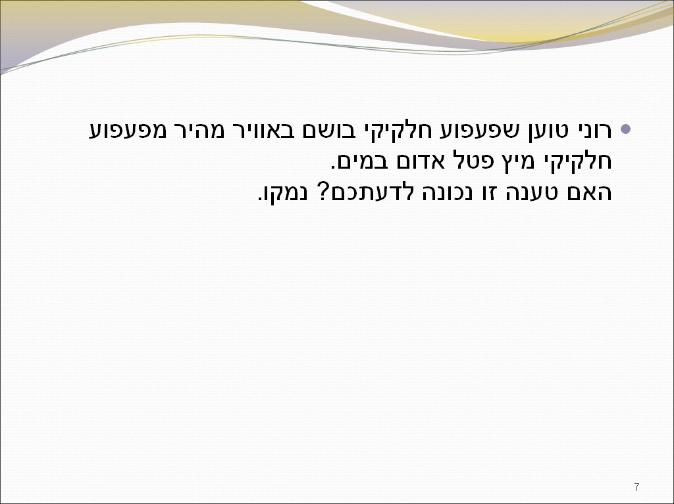 רוני טוען שפעפוע חלקיקי בושם באוויר מהיר מפעפוע
חלקיקי מיץ פטל אדום במים.
האם טענה זו נכונה לדעתכם? נמקו.
7